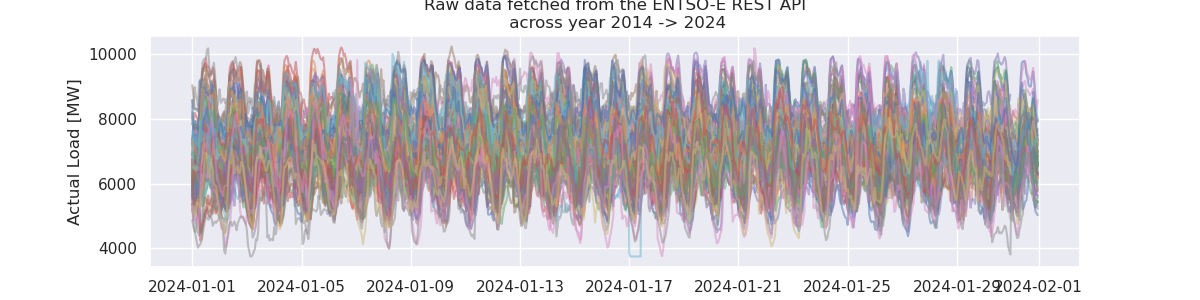 Raw data fetched from the ENTSO-E REST API
across year 2014 -> 2024
Actual Load [MW]
10000
8000
6000
4000
2024-01-01 2024-01-05 2024-01-09 2024-01-13 2024-01-17 2024-01-21 2024-01-25 2024-01-29 2024-02-01